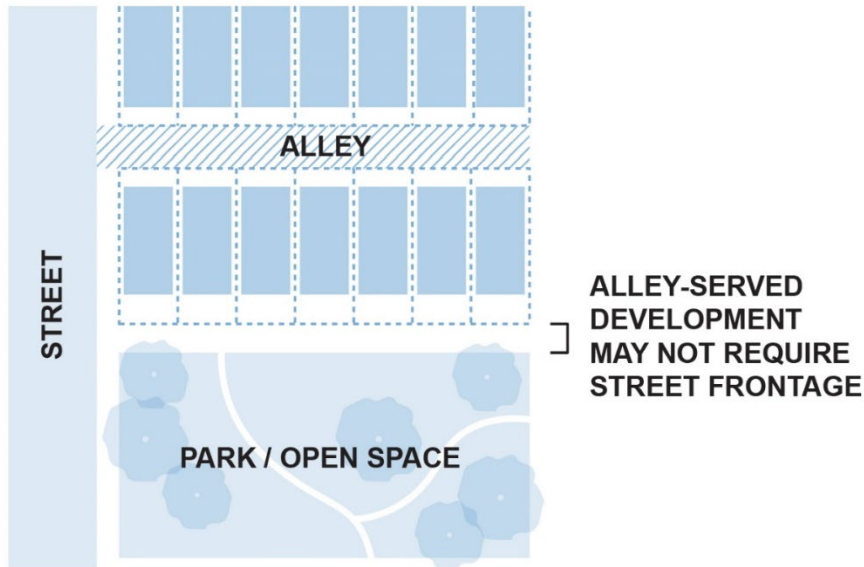 ALLEY
STREET
ALLEY-SERVED
DEVELOPMENT
MAY NOT REQUIRE
STREET FRONTAGE
PARK / OPEN SPACE